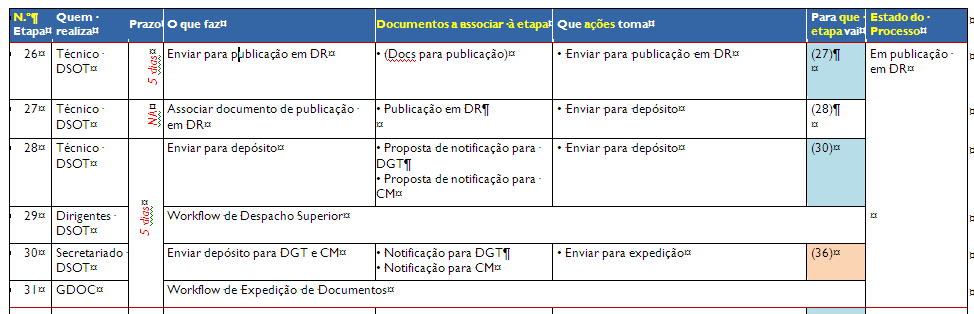 N.º¶
Etapa¤
Quem realiza¤
Prazo¤
O que faz¤
Documentos a associar à etapa¤
Que ações toma¤
Para que etapa vai¤
Estado do Processo¤
26¤
Técnico DSOT¤
5 dias¤
Enviar para publicação em DR¤
• (Docs para publicação)¤
• Enviar para publicação em DR¤
(27)¶
¤
Em publicação em DR¤
27¤
Técnico DSOT¤
NA¤
Associar documento de publicação em DR¤
• Publicação em DR¶
¤
• Enviar para depósito¤
(28)¶
¤
28¤
Técnico DSOT¤
5 dias¤
Enviar para depósito¤
• Proposta de notificação para DGT¶
• Proposta de notificação para CM¤
• Enviar para depósito¤
(30)¤
29¤
Dirigentes DSOT¤
Workflow de Despacho Superior¤
¤
30¤
Secretariado DSOT¤
Enviar depósito para DGT e CM¤
• Notificação para DGT¶
• Notificação para CM¤
• Enviar para expedição¤
(36)¤
31¤
GDOC¤
Workflow de Expedição de Documentos¤